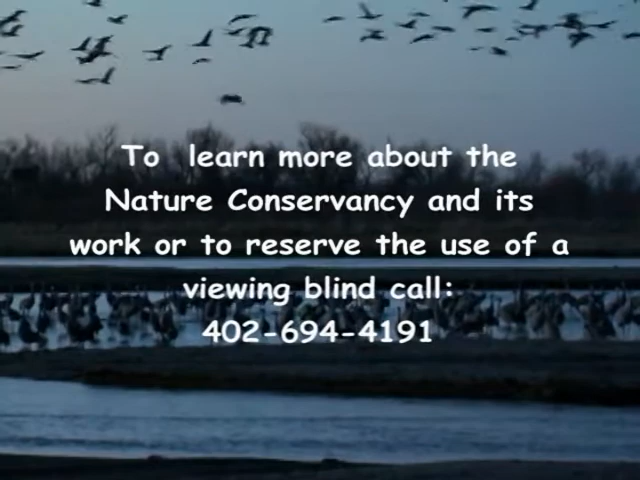 To learn more about the
Nature Conservancy and its
work or to reserve the use of a
viewing blind call:
402-694-4191